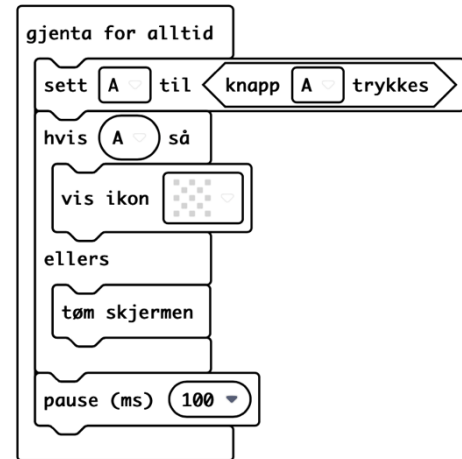 gjenta for alltid
sett A til knapp A trykkes
hvis A så
vis ikon
ellers
tøm skjermen
pause (ms) 100